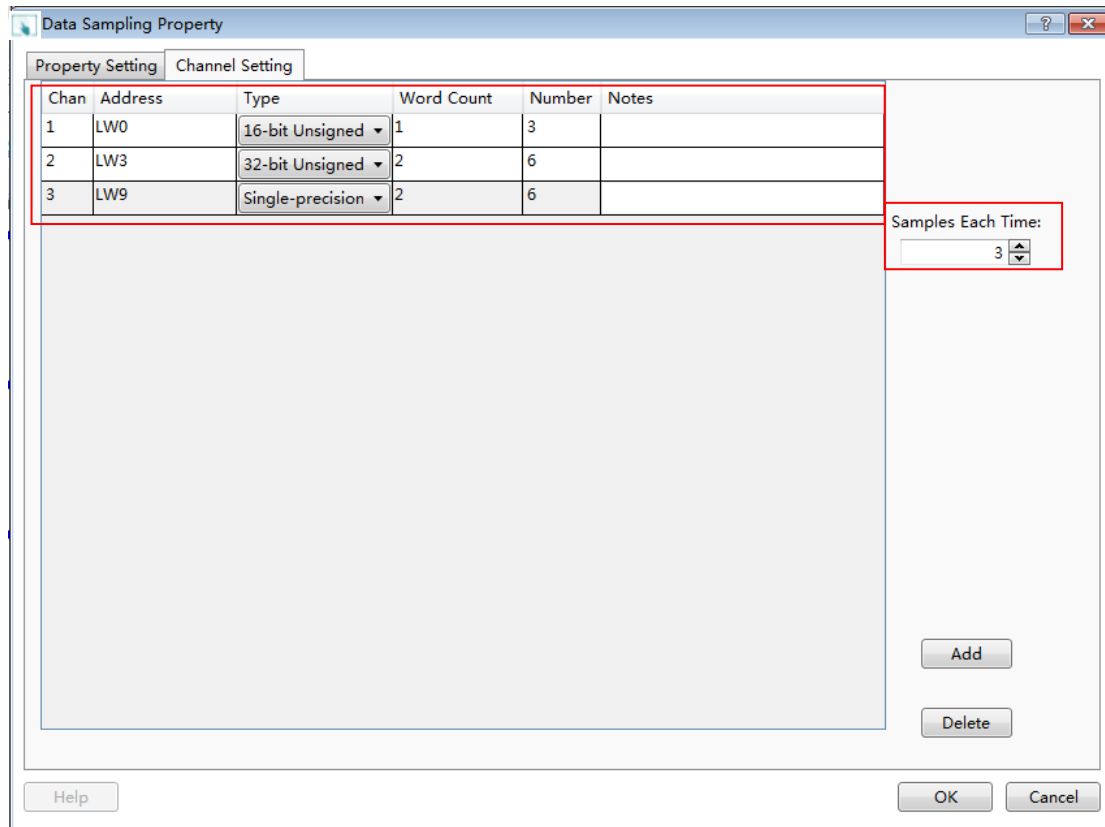 Data Sampling Property
Property Setting Channel Setting
Chan Address Type Word Count Number Notes
1 LW0 16-bit Unsigned 1 3
2 LW3 32-bit Unsigned 2 6
3 LW9 Single-precision 2 6
Samples Each Time:
3
Add
Delete
Help OK Cancel